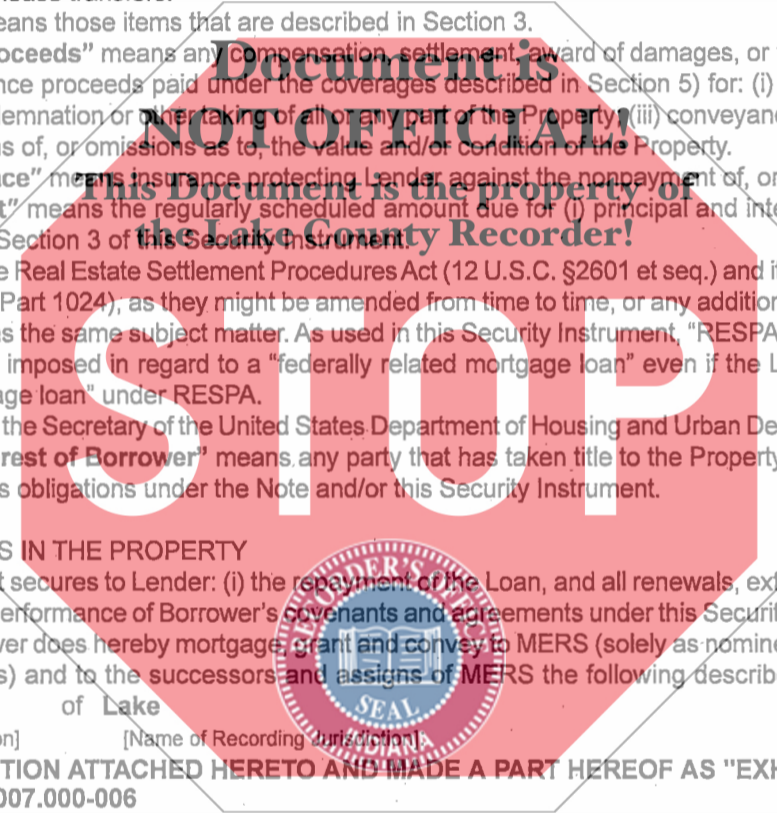 eans those items that are described in Section 3.
oceeds" means any compensation, settlement, award of damages, or
Document is
nce proceeds paid under the coverages described in Section 5) for: (i)
emnation or other taking of all or any part of the Property; (iii) conveyan
NOT OFFICIAL!
s of, or omissions as to, the value and/or condition of the Property.
ce" means insurance protecting Lender against the nonpayment of, or
This Document is the property of
t" means the regularly scheduled amount due for (i) principal and inte
the Lake County Recorder!
Section 3 of this Security Instrument.
e Real Estate Settlement Procedures Act (12 U.S.C. §2601 et seq.) and i
Part 1024), as they might be amended from time to time, or any addition
s the same subject matter. As used in this Security Instrument, "RESPA
imposed in regard to a "federally related mortgage loan" even if the L
age loan" under RESPA.
STOP
the Secretary of the United States Department of Housing and Urban De
rest of Borrower" means any party that has taken title to the Property
s obligations under the Note and/or this Security Instrument.
S IN THE PROPERTY
t secures to Lender: (i) the repayment of the Loan, and all renewals, ext
erformance of Borrower's covenants and agreements under this Securi
wer does hereby mortgage, grant and convey to MERS (solely as nomine
s) and to the successors and assigns of MERS the following describ
RECORDER'S OFFICE
SEAL
INDIANA
of Lake
on] [Name of Recording Jurisdiction]
TION ATTACHED HERETO AND MADE A PART HEREOF AS "EXH
007.000-006